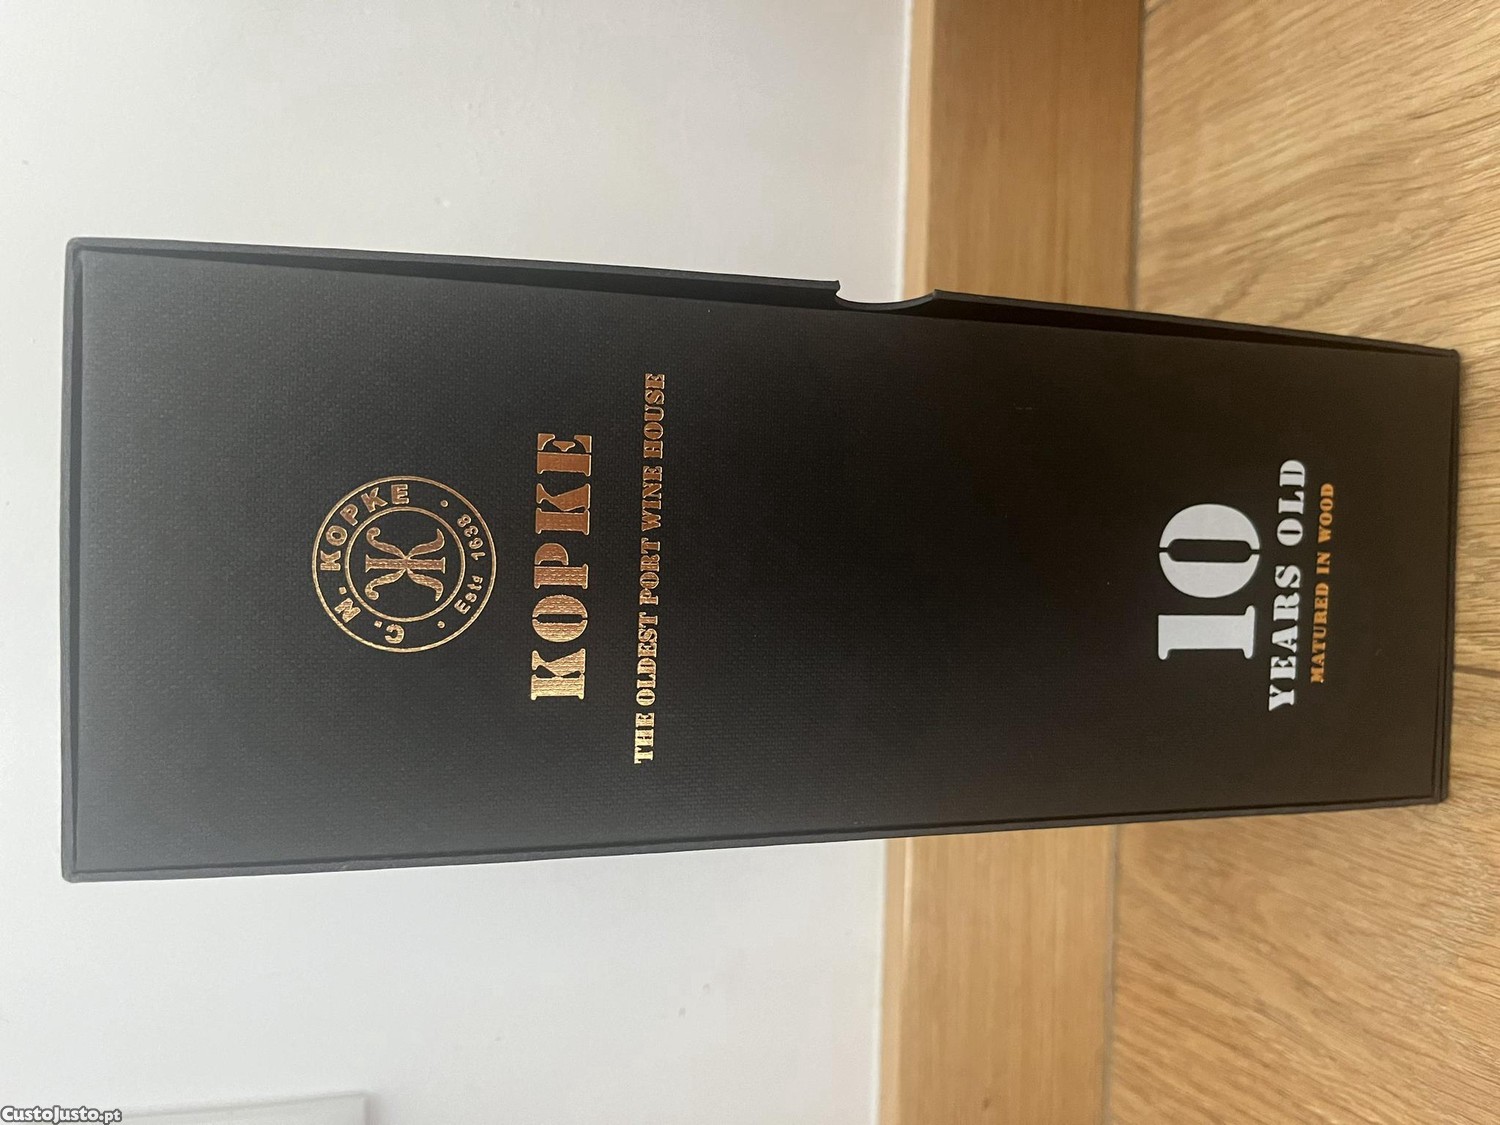 C. N. KOPKE
Estd 1638
KOPKE
THE OLDEST PORT WINE HOUSE
10
YEARS OLD
MATURED IN WOOD
CustoJusto.pt